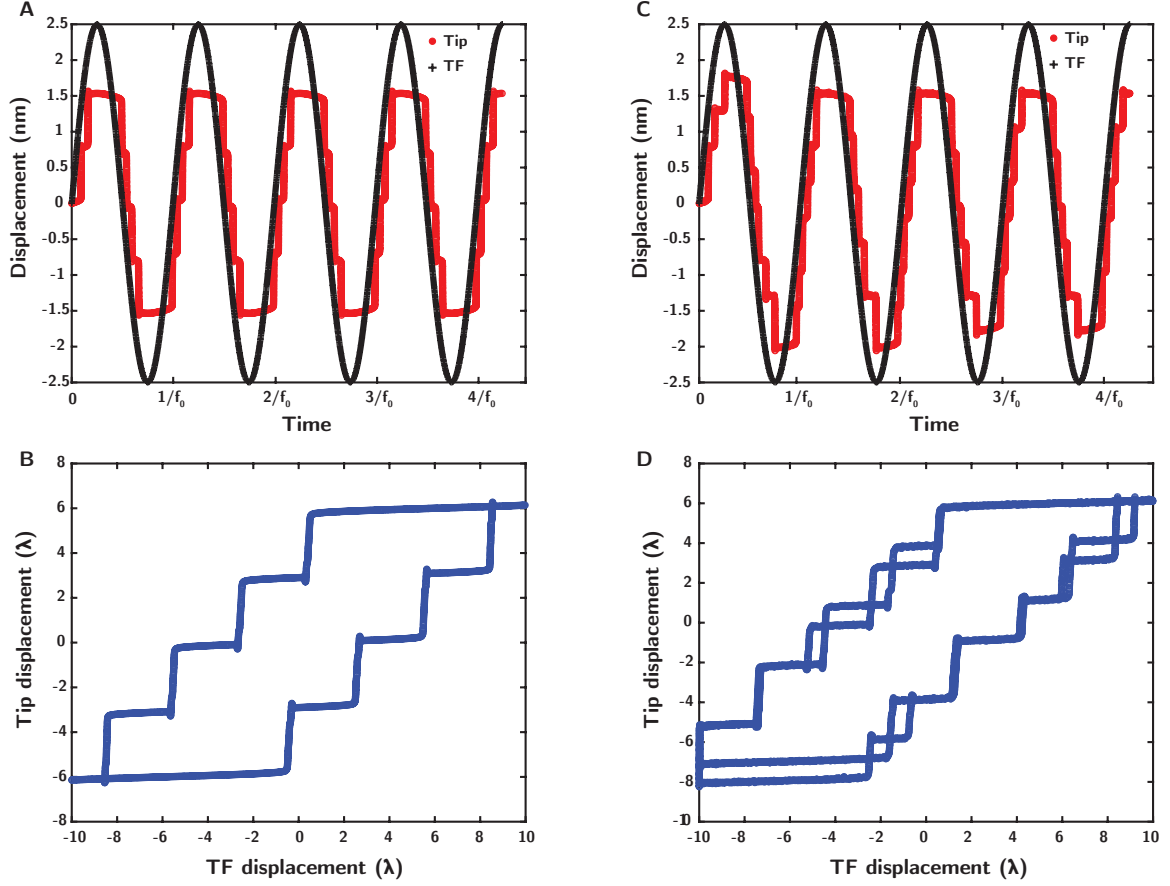 A
Displacement (nm)
2.5
2
1.5
1
0.5
0
-0.5
-1
-1.5
-2
-2.5
Tip
+ TF
0
1/f₀
2/f₀
3/f₀
4/f₀
Time
C
Displacement (nm)
2.5
2
1.5
1
0.5
0
-0.5
-1
-1.5
-2
-2.5
Tip
+ TF
0
1/f₀
2/f₀
3/f₀
4/f₀
Time
B
Tip displacement (λ)
8
6
4
2
0
-2
-4
-6
-8
-10 -8 -6 -4 -2 0 2 4 6 8 10
TF displacement (λ)
D
Tip displacement (λ)
8
6
4
2
0
-2
-4
-6
-8
-10
-10 -8 -6 -4 -2 0 2 4 6 8 10
TF displacement (λ)